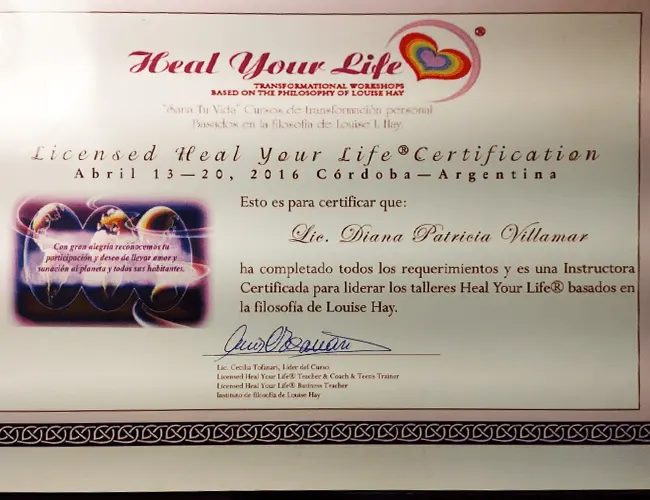 Heal Your Life ®
TRANSFORMATIONAL WORKSHOPS
BASED ON THE PHILOSOPHY OF LOUISE HAY
"Sana Tu Vida" Cursos de transformación personal
Basados en la filosofía de Louise L Hay.
Licensed Heal Your Life® Certification
Abril 13—20, 2016 Córdoba—Argentina
Esto es para certificar que:
Lic. Diana Patricia Villamar
ha completado todos los requerimientos y es una Instructora
Certificada para liderar los talleres Heal Your Life® basados en
la filosofía de Louise Hay.
Con gran alegría reconocemos tu
participación y deseo de llevar amor y
sanación al planeta y todos sus habitantes.
Lic. Cecilia Tofanari, Líder del Curso
Licensed Heal Your Life® Teacher & Coach & Teens Trainer
Licensed Heal Your Life® Business Teacher
Instituto de filosofía de Louise Hay